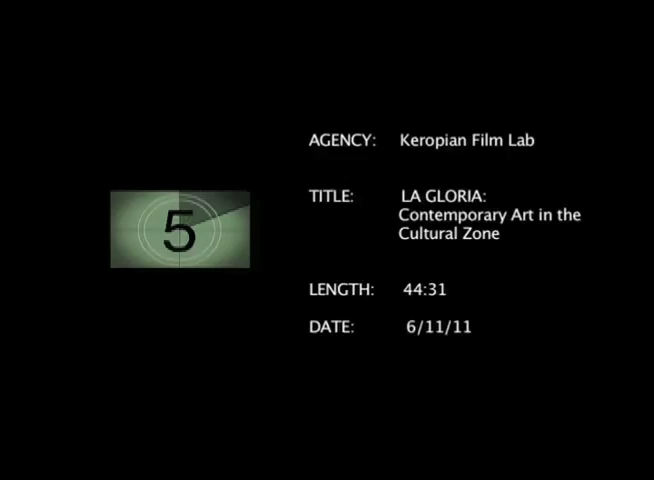 AGENCY: Keropian Film Lab
TITLE: LA GLORIA:
Contemporary Art in the
Cultural Zone
5
LENGTH: 44:31
DATE: 6/11/11